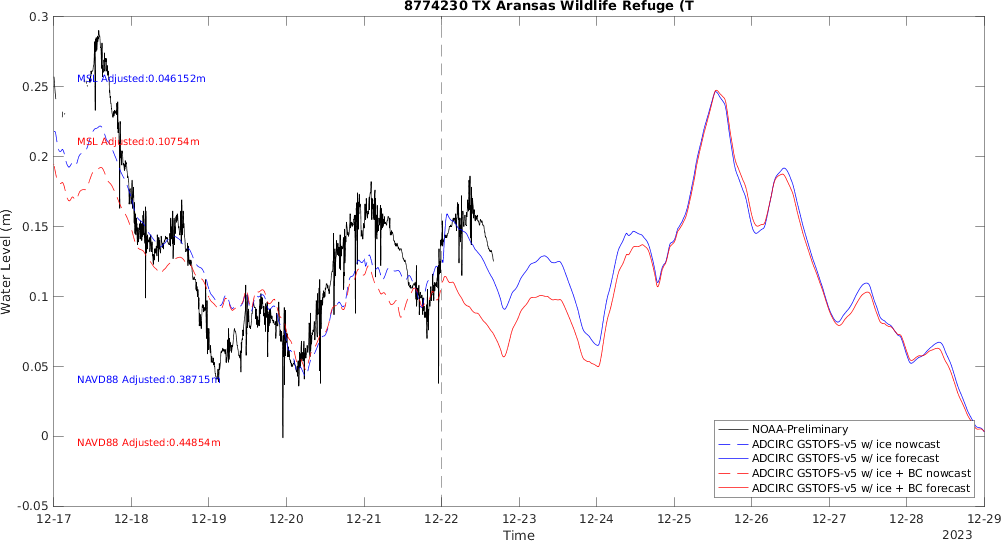 8774230 TX Aransas Wildlife Refuge (T
0.3
0.25
0.2
0.15
0.1
0.05
0
-0.05
Water Level (m)
MSL Adjusted:0.046152m
MSL Adjusted:0.10754m
NAVD88 Adjusted:0.38715m
NAVD88 Adjusted:0.44854m
NOAA-Preliminary
ADCIRC GSTOFS-v5 w/ ice nowcast
ADCIRC GSTOFS-v5 w/ ice forecast
ADCIRC GSTOFS-v5 w/ ice + BC nowcast
ADCIRC GSTOFS-v5 w/ ice + BC forecast
12-17 12-18 12-19 12-20 12-21 12-22 12-23 12-24 12-25 12-26 12-27 12-28 12-29
Time
2023